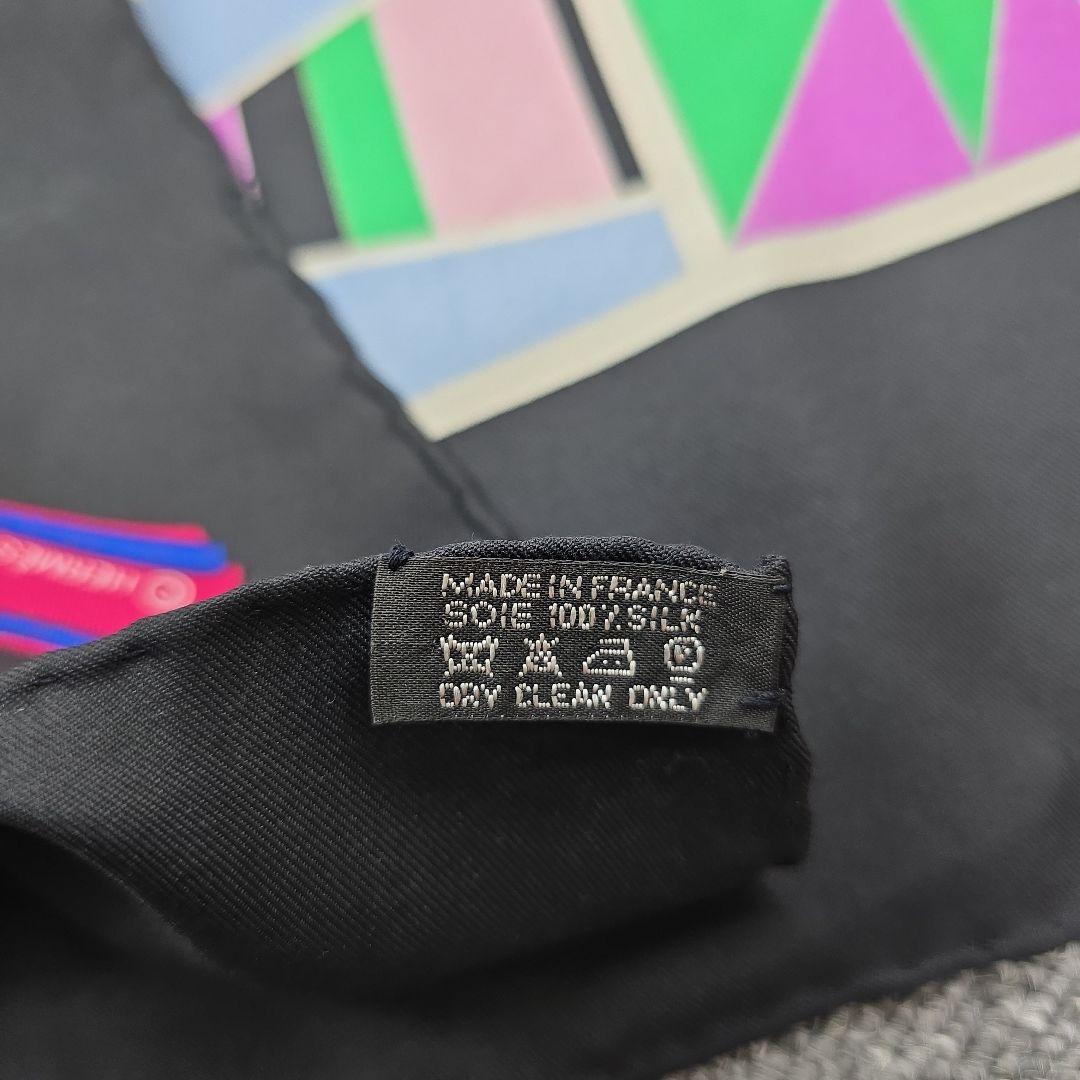 HERMÈS ©
MADE IN FRANCE
SOIE 100% SILK
P
DRY CLEAN ONLY